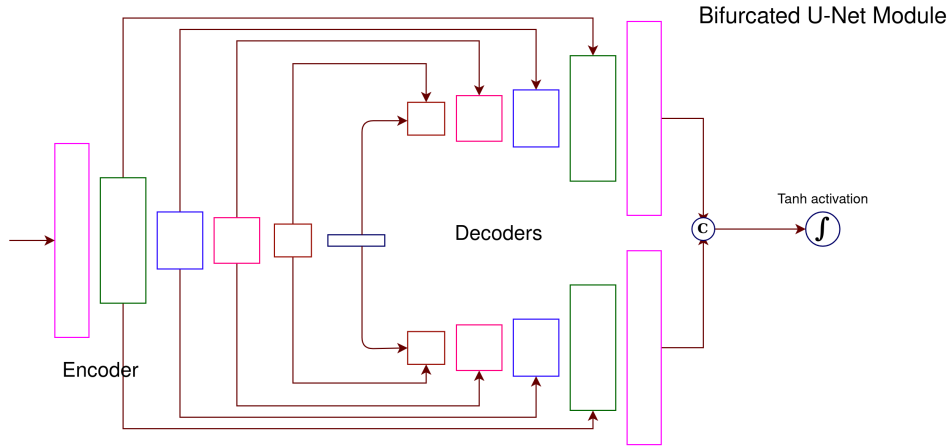 Bifurcated U-Net Module
Tanh activation
C
∫
Decoders
Encoder